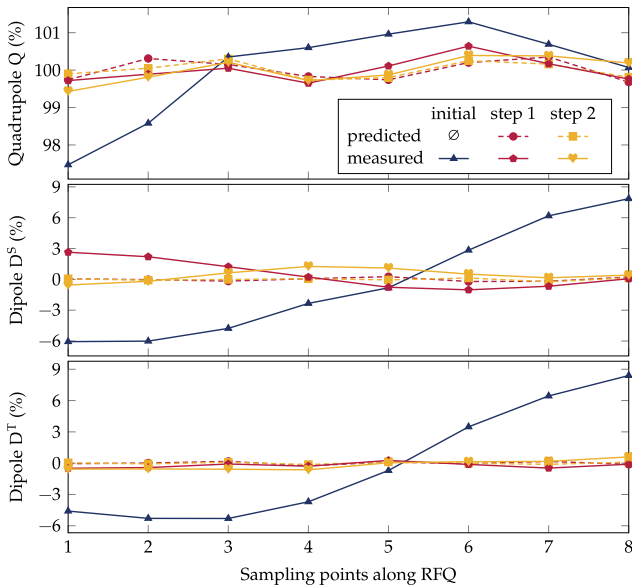 Quadrupole Q (%)
101
100
99
98
initial step 1 step 2
predicted ∅
measured
Dipole Dˢ (%)
9
6
3
0
−3
−6
Dipole Dᵀ (%)
9
6
3
0
−3
−6
1 2 3 4 5 6 7 8
Sampling points along RFQ